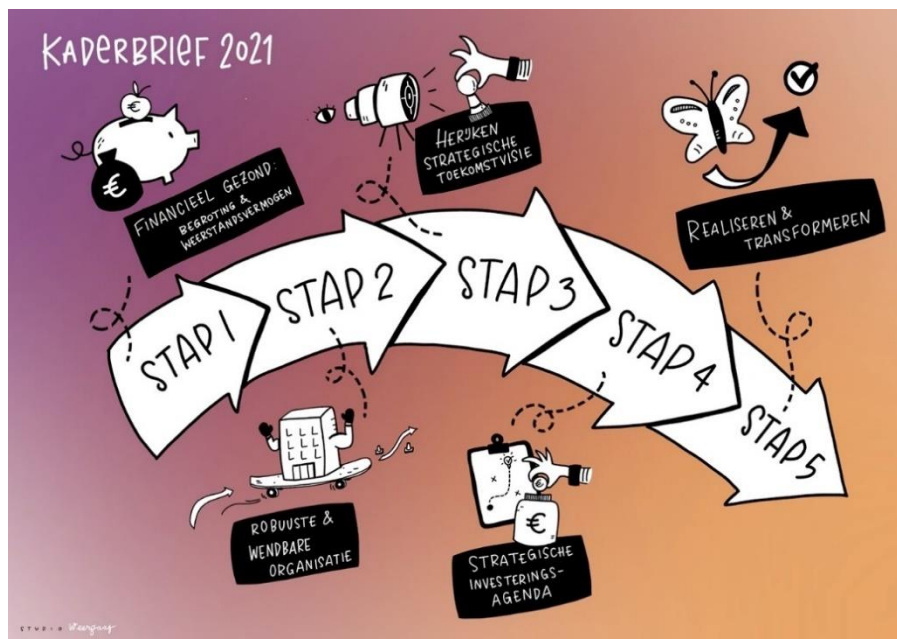 KADERBRIEF 2021
€
€
FINANCIEEL GEZOND:
BEGROTING &
WEERSTANDSVERMOGEN
STAP 1
ROBUUSTE &
WENDBARE
ORGANISATIE
STAP 2
HERIJKEN
STRATEGISCHE
TOEKOMSTVISIE
STAP 3
€
€
STRATEGISCHE
INVESTERINGS-
AGENDA
STAP 4
REALISEREN &
TRANSFORMEREN
STAP 5
STUDIO